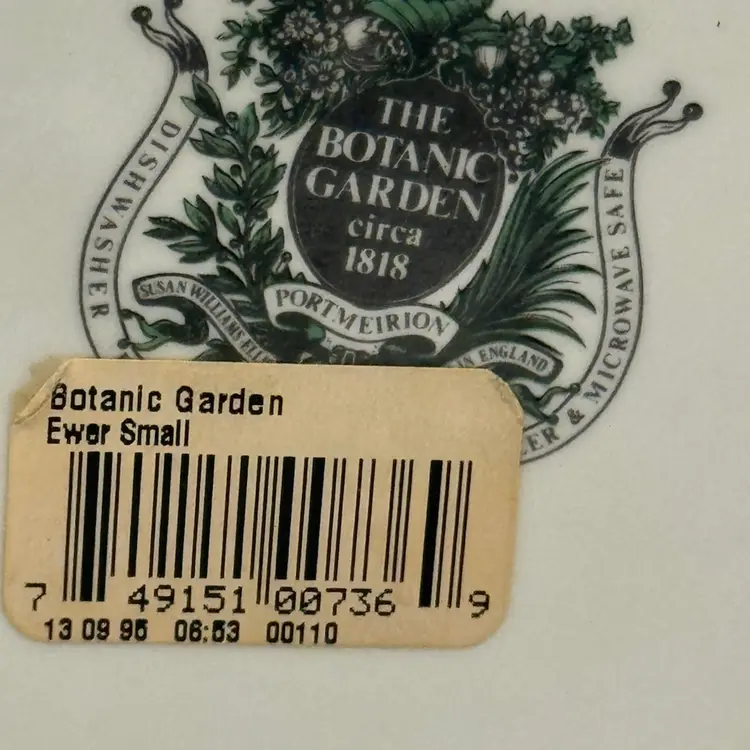 THE
BOTANIC
GARDEN
circa
1818
PORTMEIRION
SUSAN WILLIAMS
IN ENGLAND
DISHWASHER
& MICROWAVE SAFE
Botanic Garden
Ewer Small
7 49151 00736 9
13 09 95 06:53 00110